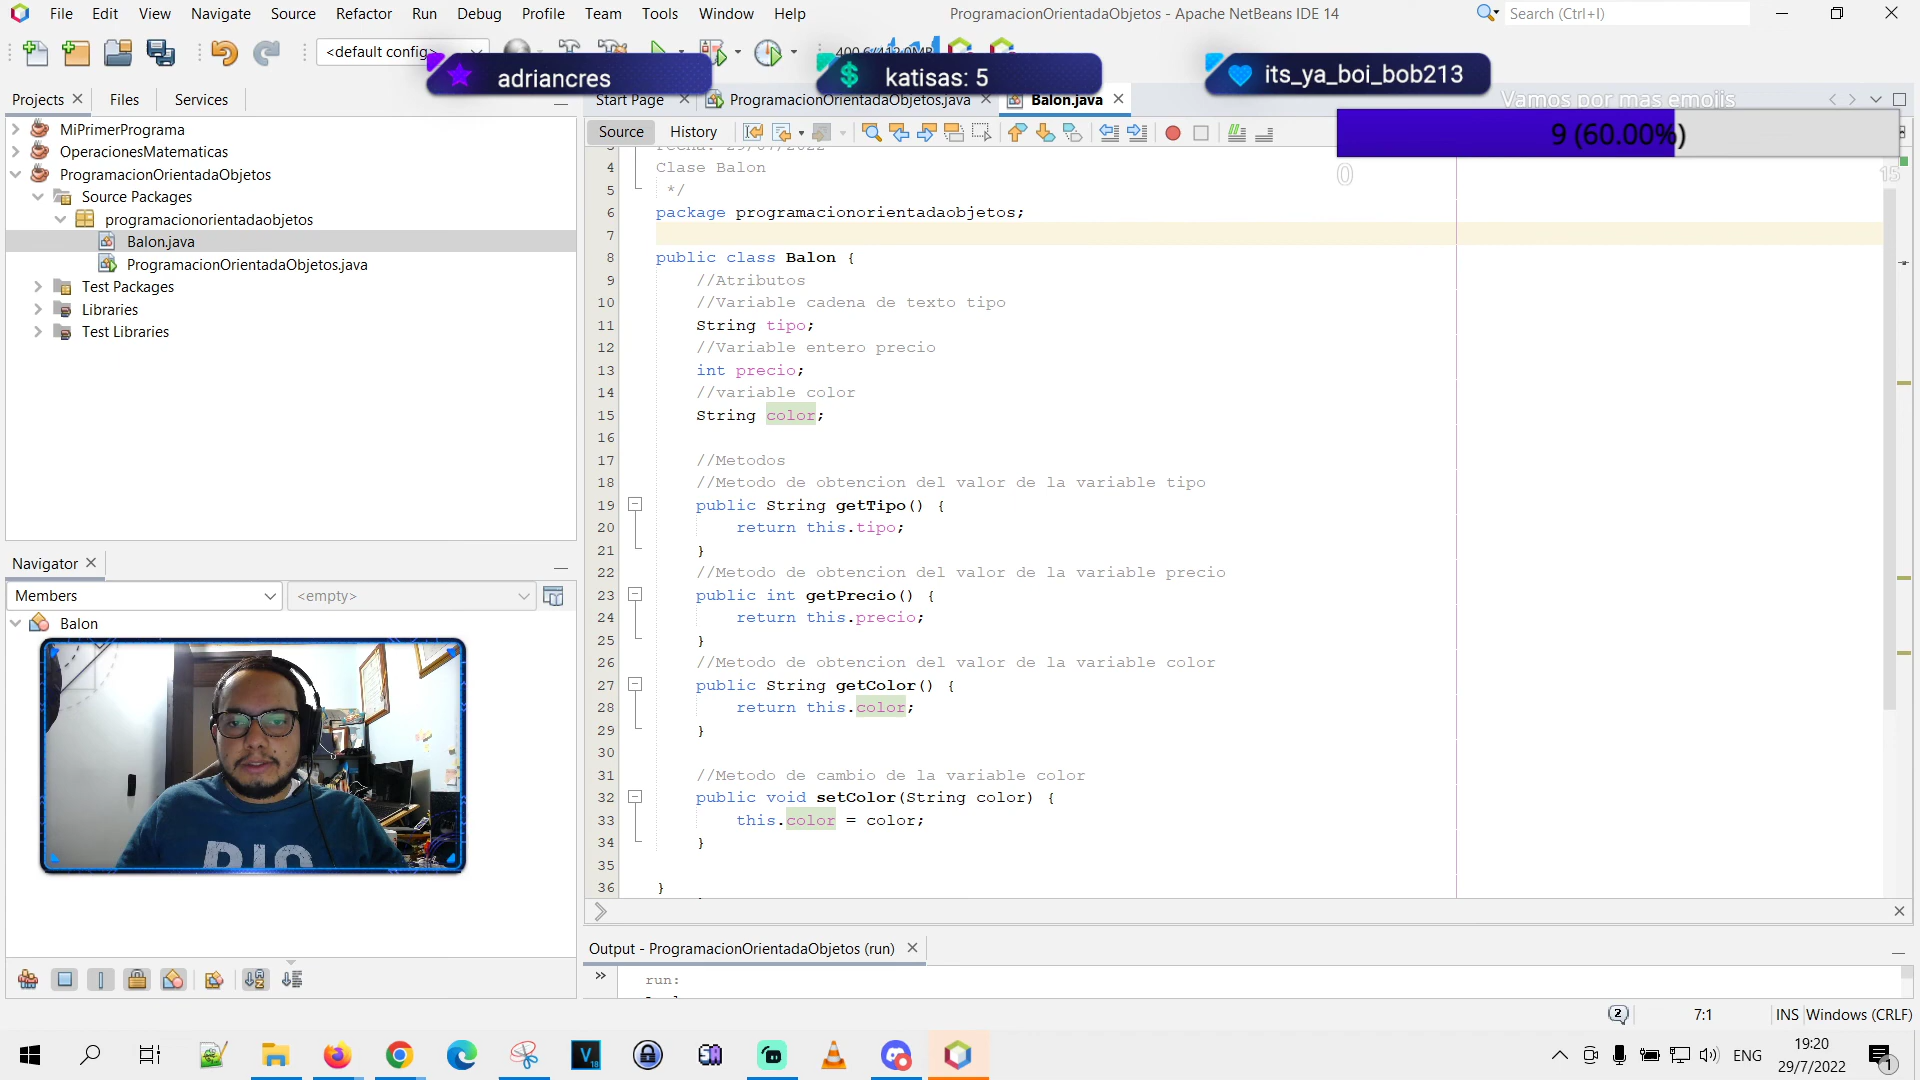 File Edit View Navigate Source Refactor Run Debug Profile Team Tools Window Help
ProgramacionOrientadaObjetos - Apache NetBeans IDE 14
Search (Ctrl+I)
<default config>
adriancres
katisas: 5
its_ya_boi_bob213
Vamos por mas emojis
9 (60.00%)
0
15
Projects
Files
Services
Start Page
ProgramacionOrientadaObjetos.java
Balon.java
Source
History
MiPrimerPrograma
OperacionesMatematicas
ProgramacionOrientadaObjetos
Source Packages
programacionorientadaobjetos
Balon.java
ProgramacionOrientadaObjetos.java
Test Packages
Libraries
Test Libraries
Navigator
Members
<empty>
Balon
3 Fecha: 29/07/2022
4 Clase Balon
5 */
6 package programacionorientadaobjetos;
7
8 public class Balon {
9 //Atributos
10 //Variable cadena de texto tipo
11 String tipo;
12 //Variable entero precio
13 int precio;
14 //variable color
15 String color;
16
17 //Metodos
18 //Metodo de obtencion del valor de la variable tipo
19 public String getTipo() {
20 return this.tipo;
21 }
22 //Metodo de obtencion del valor de la variable precio
23 public int getPrecio() {
24 return this.precio;
25 }
26 //Metodo de obtencion del valor de la variable color
27 public String getColor() {
28 return this.color;
29 }
30
31 //Metodo de cambio de la variable color
32 public void setColor(String color) {
33 this.color = color;
34 }
35
36 }
Output - ProgramacionOrientadaObjetos (run)
run:
2
7:1
INS
Windows (CRLF)
ENG
19:20
29/7/2022
1